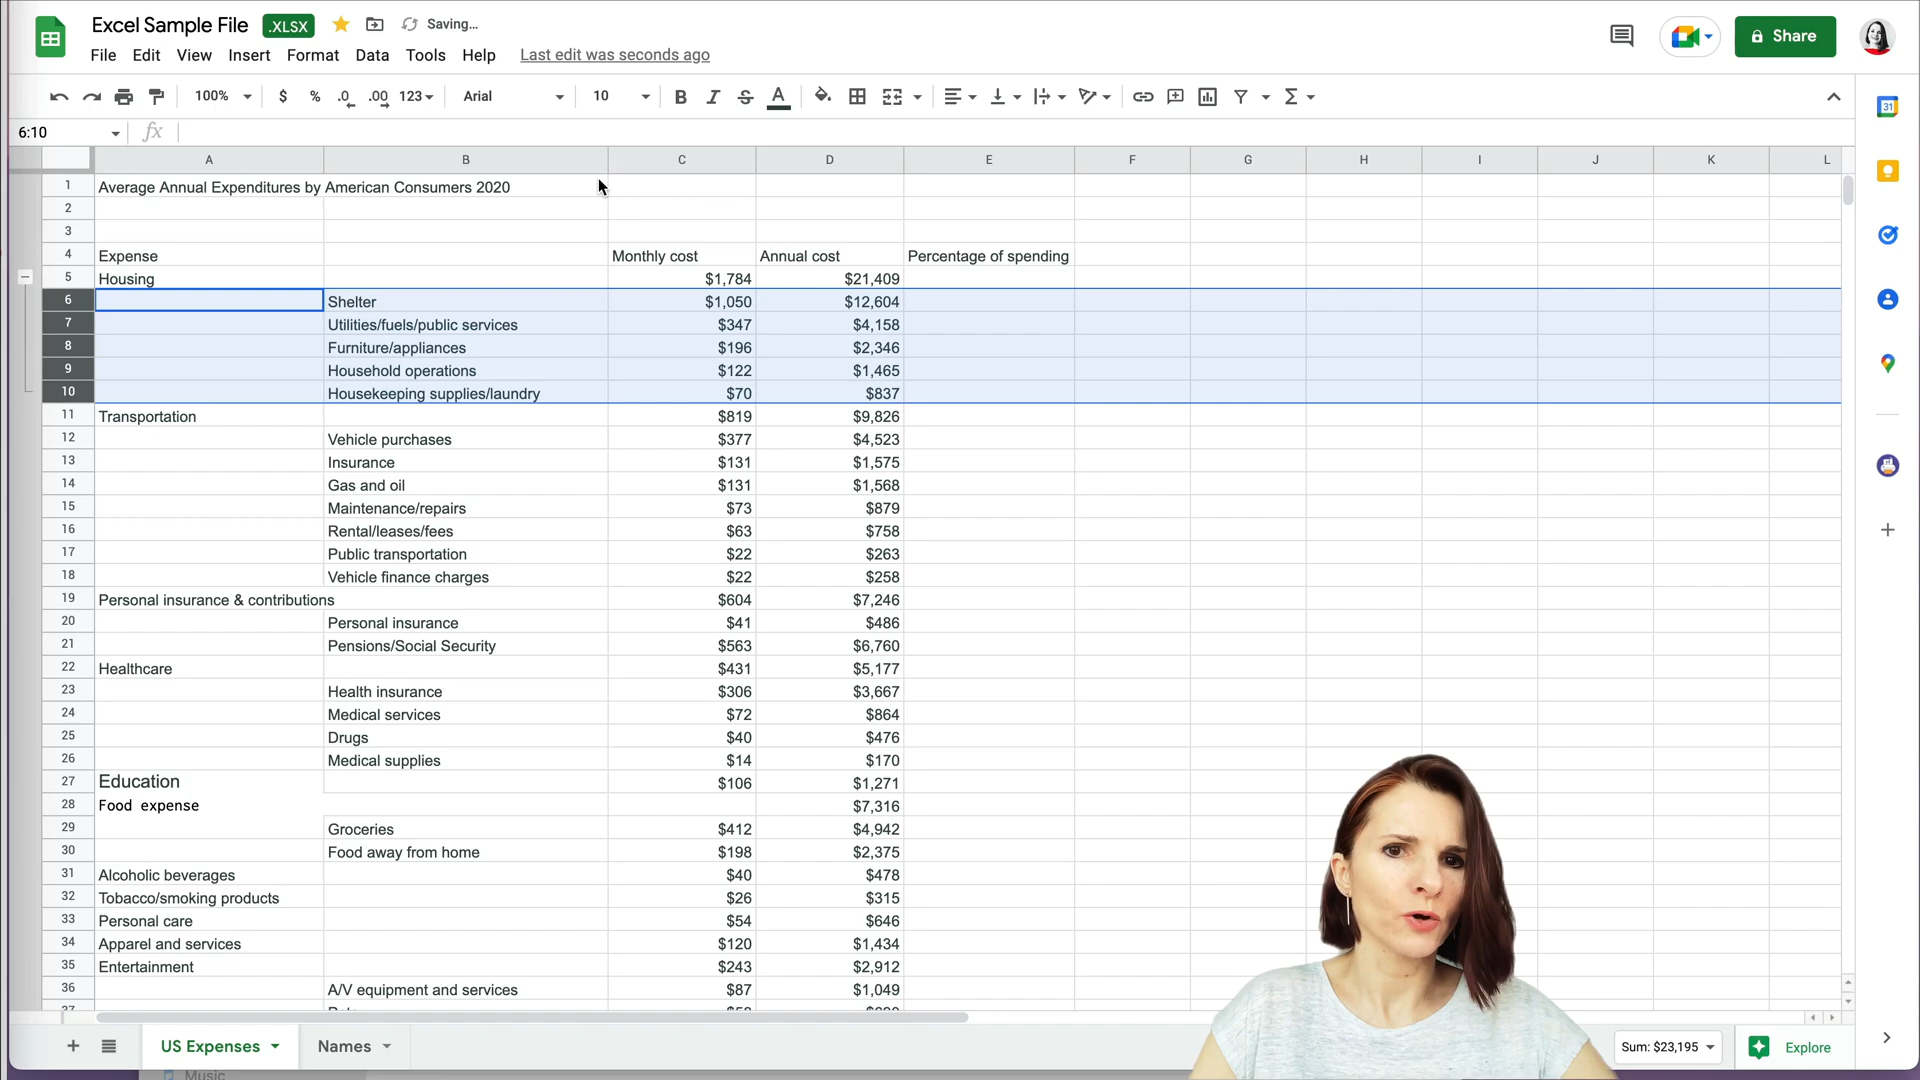 Excel Sample File .XLSX Saving...
File Edit View Insert Format Data Tools Help Last edit was seconds ago
Share
100% $ % .0 .00 123 Arial 10 B I S A Σ
31
6:10 fx
A B C D E F G H I J K L
1 Average Annual Expenditures by American Consumers 2020
2
3
4 Expense Monthly cost Annual cost Percentage of spending
5 Housing $1,784 $21,409
6 Shelter $1,050 $12,604
7 Utilities/fuels/public services $347 $4,158
8 Furniture/appliances $196 $2,346
9 Household operations $122 $1,465
10 Housekeeping supplies/laundry $70 $837
11 Transportation $819 $9,826
12 Vehicle purchases $377 $4,523
13 Insurance $131 $1,575
14 Gas and oil $131 $1,568
15 Maintenance/repairs $73 $879
16 Rental/leases/fees $63 $758
17 Public transportation $22 $263
18 Vehicle finance charges $22 $258
19 Personal insurance & contributions $604 $7,246
20 Personal insurance $41 $486
21 Pensions/Social Security $563 $6,760
22 Healthcare $431 $5,177
23 Health insurance $306 $3,667
24 Medical services $72 $864
25 Drugs $40 $476
26 Medical supplies $14 $170
27 Education $106 $1,271
28 Food expense $7,316
29 Groceries $412 $4,942
30 Food away from home $198 $2,375
31 Alcoholic beverages $40 $478
32 Tobacco/smoking products $26 $315
33 Personal care $54 $646
34 Apparel and services $120 $1,434
35 Entertainment $243 $2,912
36 A/V equipment and services $87 $1,049
37
US Expenses Names Sum: $23,195 Explore
Music